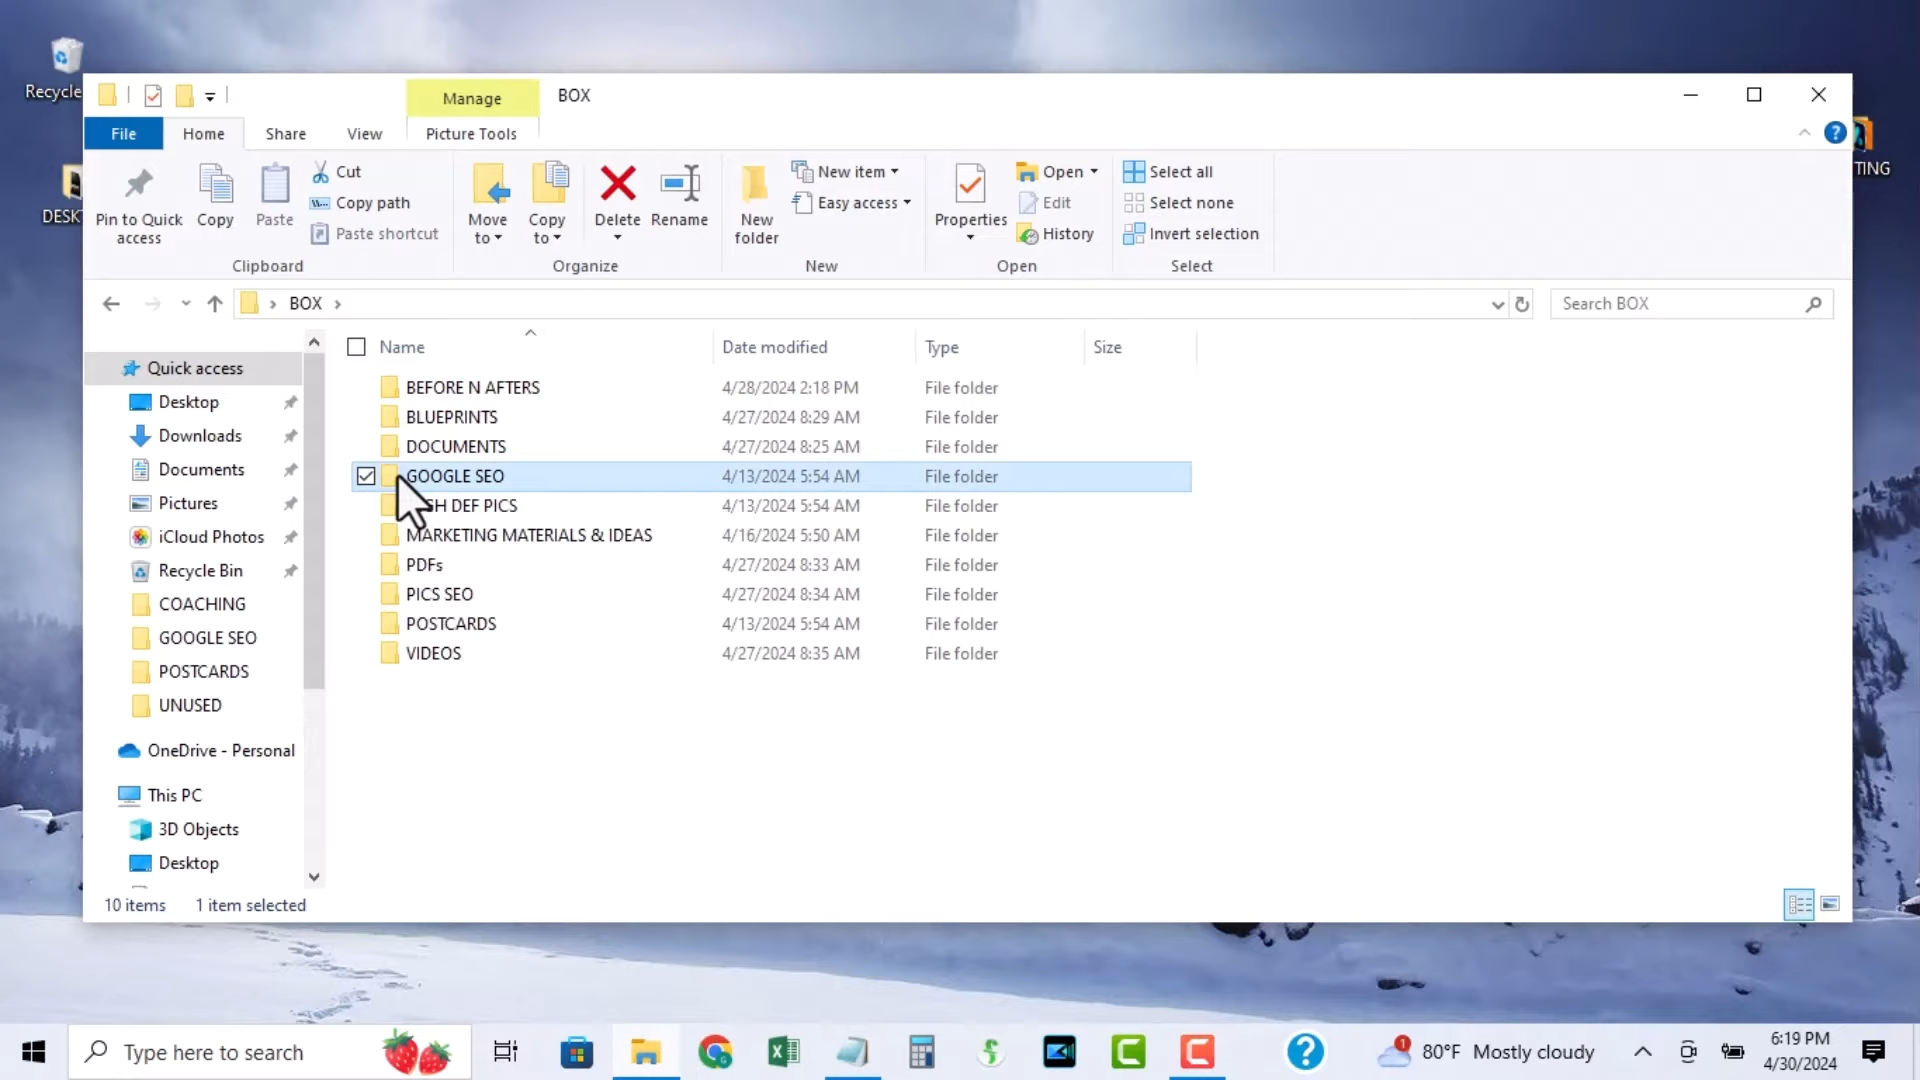 Recycle
Manage
BOX
File
Home
Share
View
Picture Tools
TING
DESKT
Pin to Quick
access
Copy
Paste
Cut
Copy path
Paste shortcut
Move
to
Copy
to
Delete
Rename
New
folder
New item
Easy access
Properties
Open
Edit
History
Select all
Select none
Invert selection
Clipboard
Organize
New
Open
Select
BOX
Search BOX
Name
Date modified
Type
Size
Quick access
Desktop
Downloads
Documents
Pictures
iCloud Photos
Recycle Bin
COACHING
GOOGLE SEO
POSTCARDS
UNUSED
OneDrive - Personal
This PC
3D Objects
Desktop
BEFORE N AFTERS 4/28/2024 2:18 PM File folder
BLUEPRINTS 4/27/2024 8:29 AM File folder
DOCUMENTS 4/27/2024 8:25 AM File folder
GOOGLE SEO 4/13/2024 5:54 AM File folder
GH DEF PICS 4/13/2024 5:54 AM File folder
MARKETING MATERIALS & IDEAS 4/16/2024 5:50 AM File folder
PDFs 4/27/2024 8:33 AM File folder
PICS SEO 4/27/2024 8:34 AM File folder
POSTCARDS 4/13/2024 5:54 AM File folder
VIDEOS 4/27/2024 8:35 AM File folder
10 items 1 item selected
Type here to search
1
80°F Mostly cloudy
6:19 PM
4/30/2024